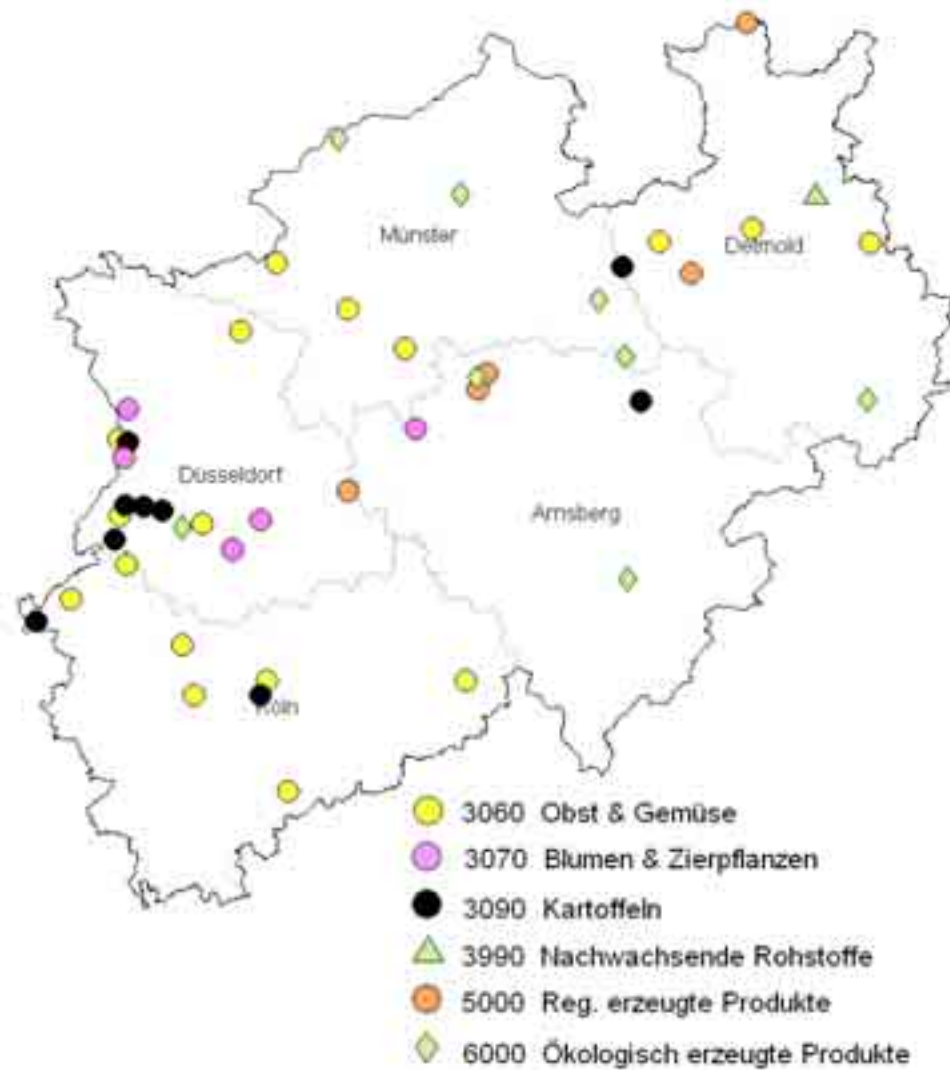 Münster
Detmold
Düsseldorf
Arnsberg
Köln
3060 Obst & Gemüse
3070 Blumen & Zierpflanzen
3090 Kartoffeln
3990 Nachwachsende Rohstoffe
5000 Reg. erzeugte Produkte
6000 Ökologisch erzeugte Produkte